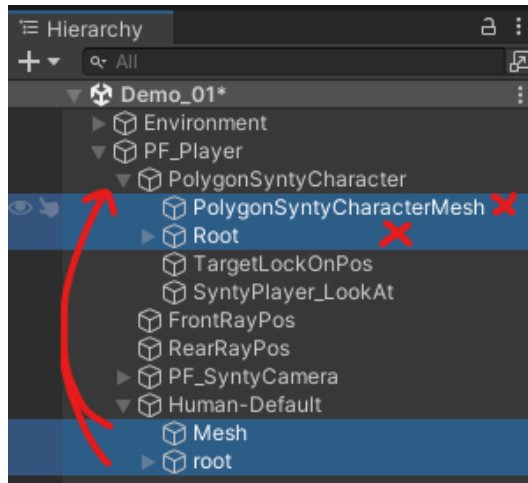 Hierarchy
All
Demo_01*
Environment
PF_Player
PolygonSyntyCharacter
PolygonSyntyCharacterMesh
Root
TargetLockOnPos
SyntyPlayer_LookAt
FrontRayPos
RearRayPos
PF_SyntyCamera
Human-Default
Mesh
root